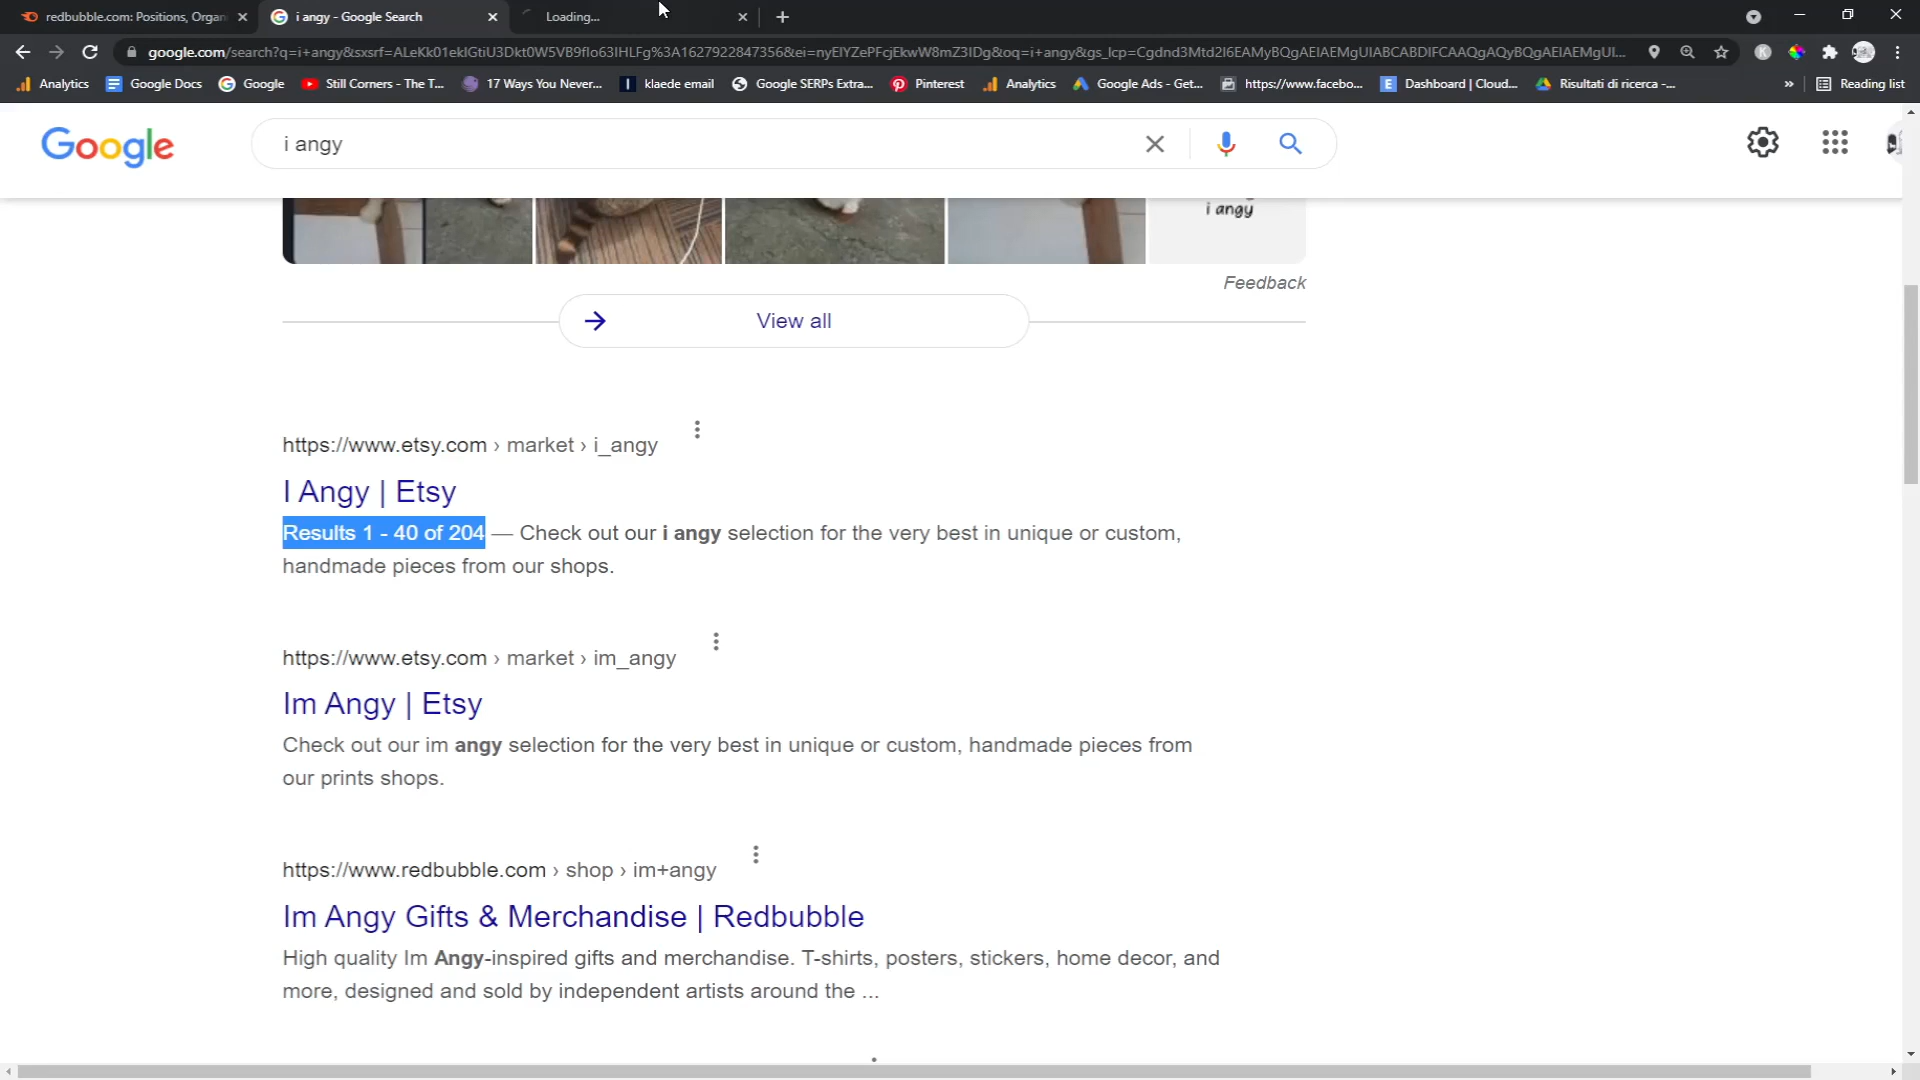 redbubble.com: Positions, Organi
i angy - Google Search
Loading...
google.com/search?q=i+angy&sxsrf=ALeKk01eklGtiU3Dkt0W5VB9flo63IHLFg%3A1627922847356&ei=nyEIYZePFcjEkwW8mZ3IDg&oq=i+angy&gs_lcp=Cgdnd3Mtd2l6EAMyBQgAEIAEMgUIABCABDIFCAAQgAQyBQgAEIAEMgUI...
Analytics
Google Docs
Google
Still Corners - The T...
17 Ways You Never...
klaede email
Google SERPs Extra...
Pinterest
Analytics
Google Ads - Get...
https://www.facebo...
Dashboard | Cloud...
Risultati di ricerca -...
»
Reading list
Google
i angy
i angy
Feedback
View all
https://www.etsy.com › market › i_angy
I Angy | Etsy
Results 1 - 40 of 204 — Check out our i angy selection for the very best in unique or custom,
handmade pieces from our shops.
https://www.etsy.com › market › im_angy
Im Angy | Etsy
Check out our im angy selection for the very best in unique or custom, handmade pieces from
our prints shops.
https://www.redbubble.com › shop › im+angy
Im Angy Gifts & Merchandise | Redbubble
High quality Im Angy-inspired gifts and merchandise. T-shirts, posters, stickers, home decor, and
more, designed and sold by independent artists around the ...